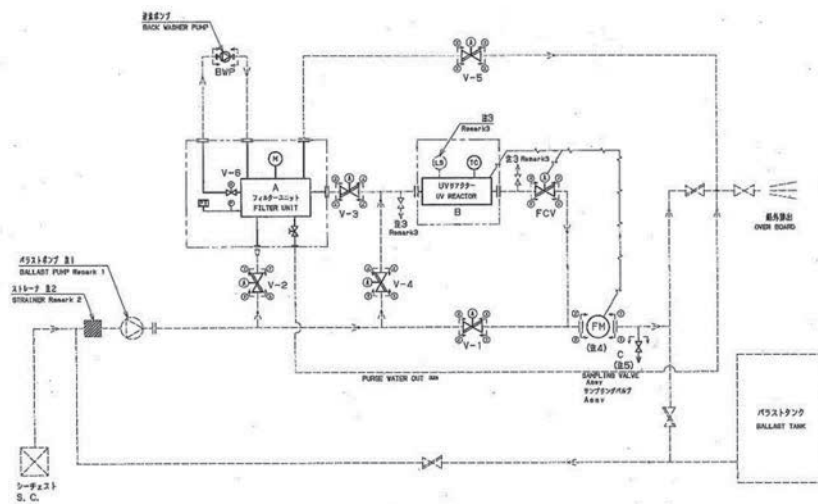 逆洗ポンプ
BACK WASHER PUMP
BWP
A
V-5
注3
Remark3
LS
TC
注3 Remark3
M
V-6
A
フィルターユニット
FILTER UNIT
A
V-3
UVリアクター
UV REACTOR
B
A
FCV
注3
Remark3
船外排出
OVER BOARD
バラストポンプ 注1
BALLAST PUMP Remark 1
ストレーナ 注2
STRAINER Remark 2
A
V-2
A
V-4
A
V-1
FM
(注4)
C
(注5)
SAMPLING VALVE
Assy
サンプリングバルブ
Assy
PURGE WATER OUT
バラストタンク
BALLAST TANK
シーチェスト
S. C.